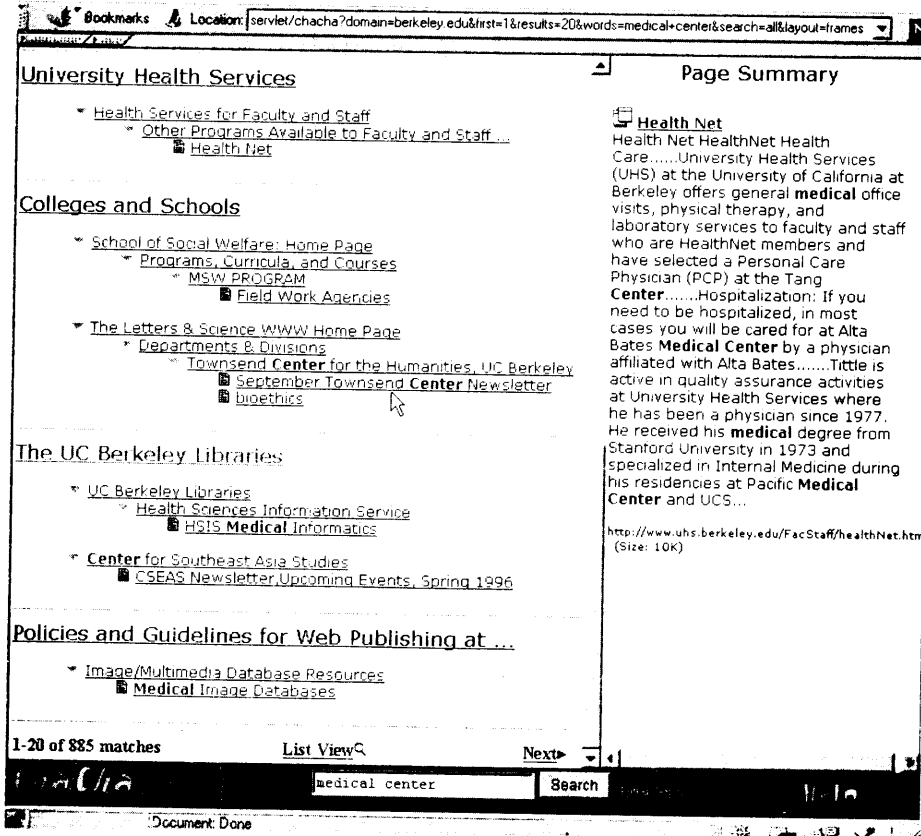 Bookmarks Location: servlet/chacha?domain=berkeley.edu&first=1&results=20&words=medical+center&search=all&layout=frames
University Health Services
Health Services for Faculty and Staff
Other Programs Available to Faculty and Staff ...
Health Net
Colleges and Schools
School of Social Welfare: Home Page
Programs, Curricula, and Courses
MSW PROGRAM
Field Work Agencies
The Letters & Science WWW Home Page
Departments & Divisions
Townsend Center for the Humanities, UC Berkeley
September Townsend Center Newsletter
bioethics
The UC Berkeley Libraries
UC Berkeley Libraries
Health Sciences Information Service
HSIS Medical Informatics
Center for Southeast Asia Studies
CSEAS Newsletter,Upcoming Events, Spring 1996
Policies and Guidelines for Web Publishing at ...
Image/Multimedia Database Resources
Medical Image Databases
1-20 of 885 matches List View Next
Page Summary
Health Net
Health Net HealthNet Health
Care......University Health Services
(UHS) at the University of California at
Berkeley offers general medical office
visits, physical therapy, and
laboratory services to faculty and staff
who are HealthNet members and
have selected a Personal Care
Physician (PCP) at the Tang
Center.......Hospitalization: If you
need to be hospitalized, in most
cases you will be cared for at Alta
Bates Medical Center by a physician
affiliated with Alta Bates.......Tittle is
active in quality assurance activities
at University Health Services where
he has been a physician since 1977.
He received his medical degree from
Stanford University in 1973 and
specialized in Internal Medicine during
his residencies at Pacific Medical
Center and UCS...
http://www.uhs.berkeley.edu/FacStaff/healthNet.htm
(Size: 10K)
medical center Search Help
Document: Done